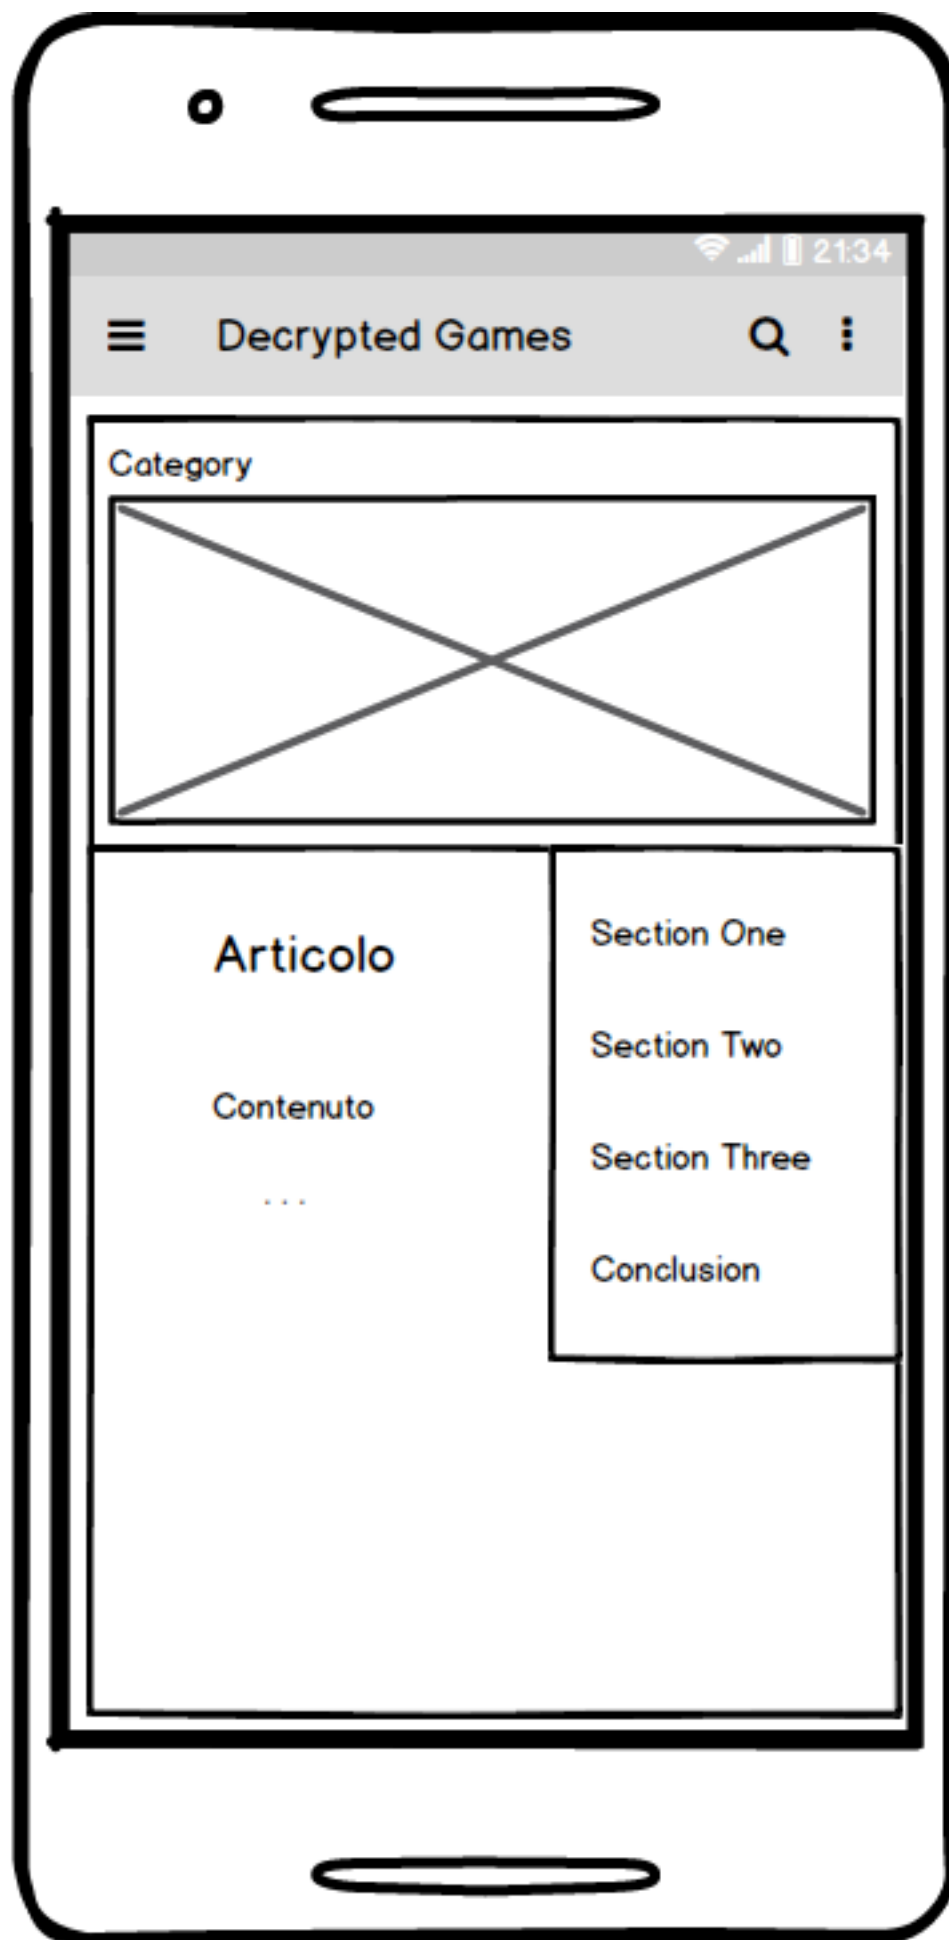 21:34
Decrypted Games
Category
Articolo
Contenuto
...
Section One
Section Two
Section Three
Conclusion